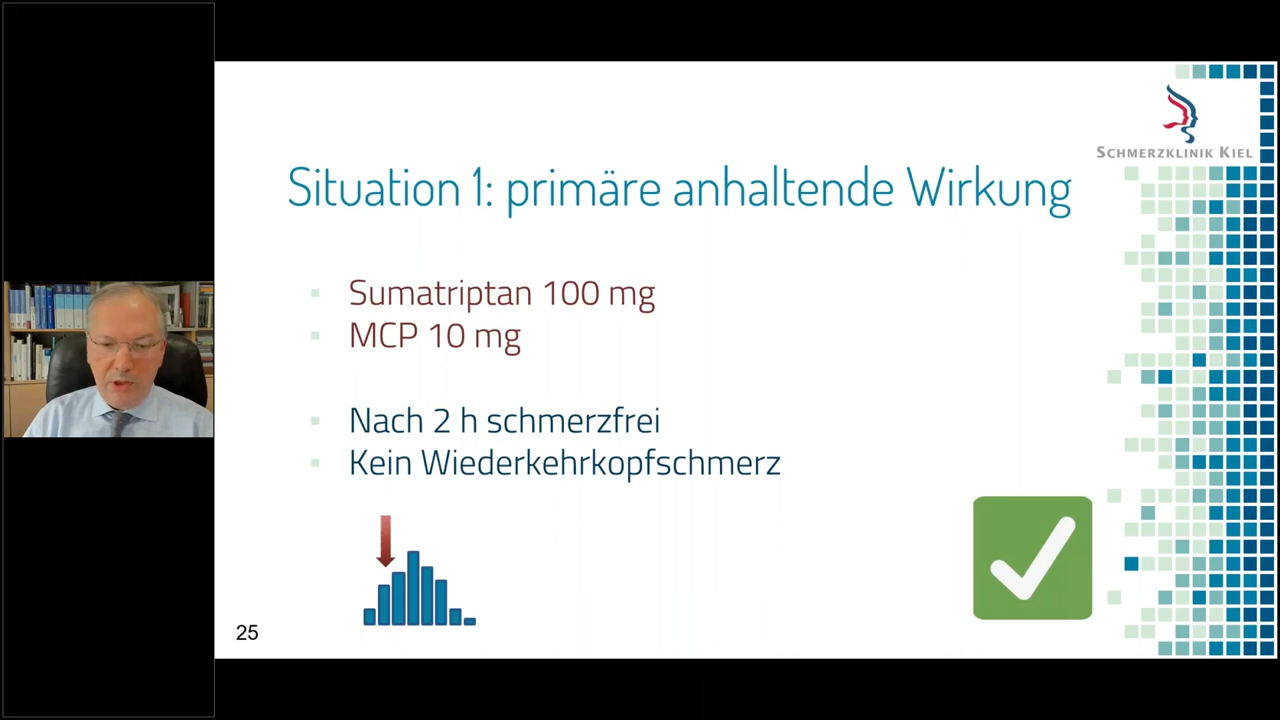 SCHMERZKLINIK KIEL
Situation 1: primäre anhaltende Wirkung
Sumatriptan 100 mg
MCP 10 mg
Nach 2 h schmerzfrei
Kein Wiederkehrkopfschmerz
25